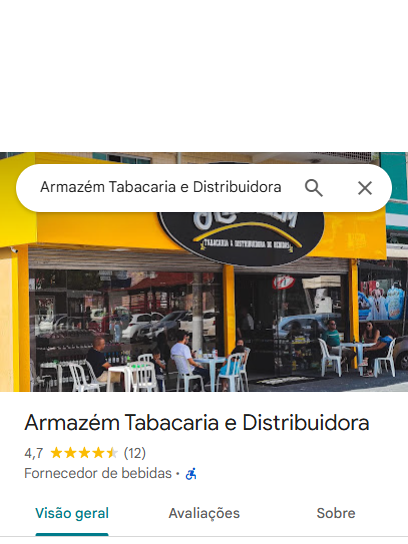 Armazém Tabacaria e Distribuidora
TABACARIA & DISTRIBUIDORA DE BEBIDAS
Armazém Tabacaria e Distribuidora
4,7 (12)
Fornecedor de bebidas ·
Visão geral Avaliações Sobre